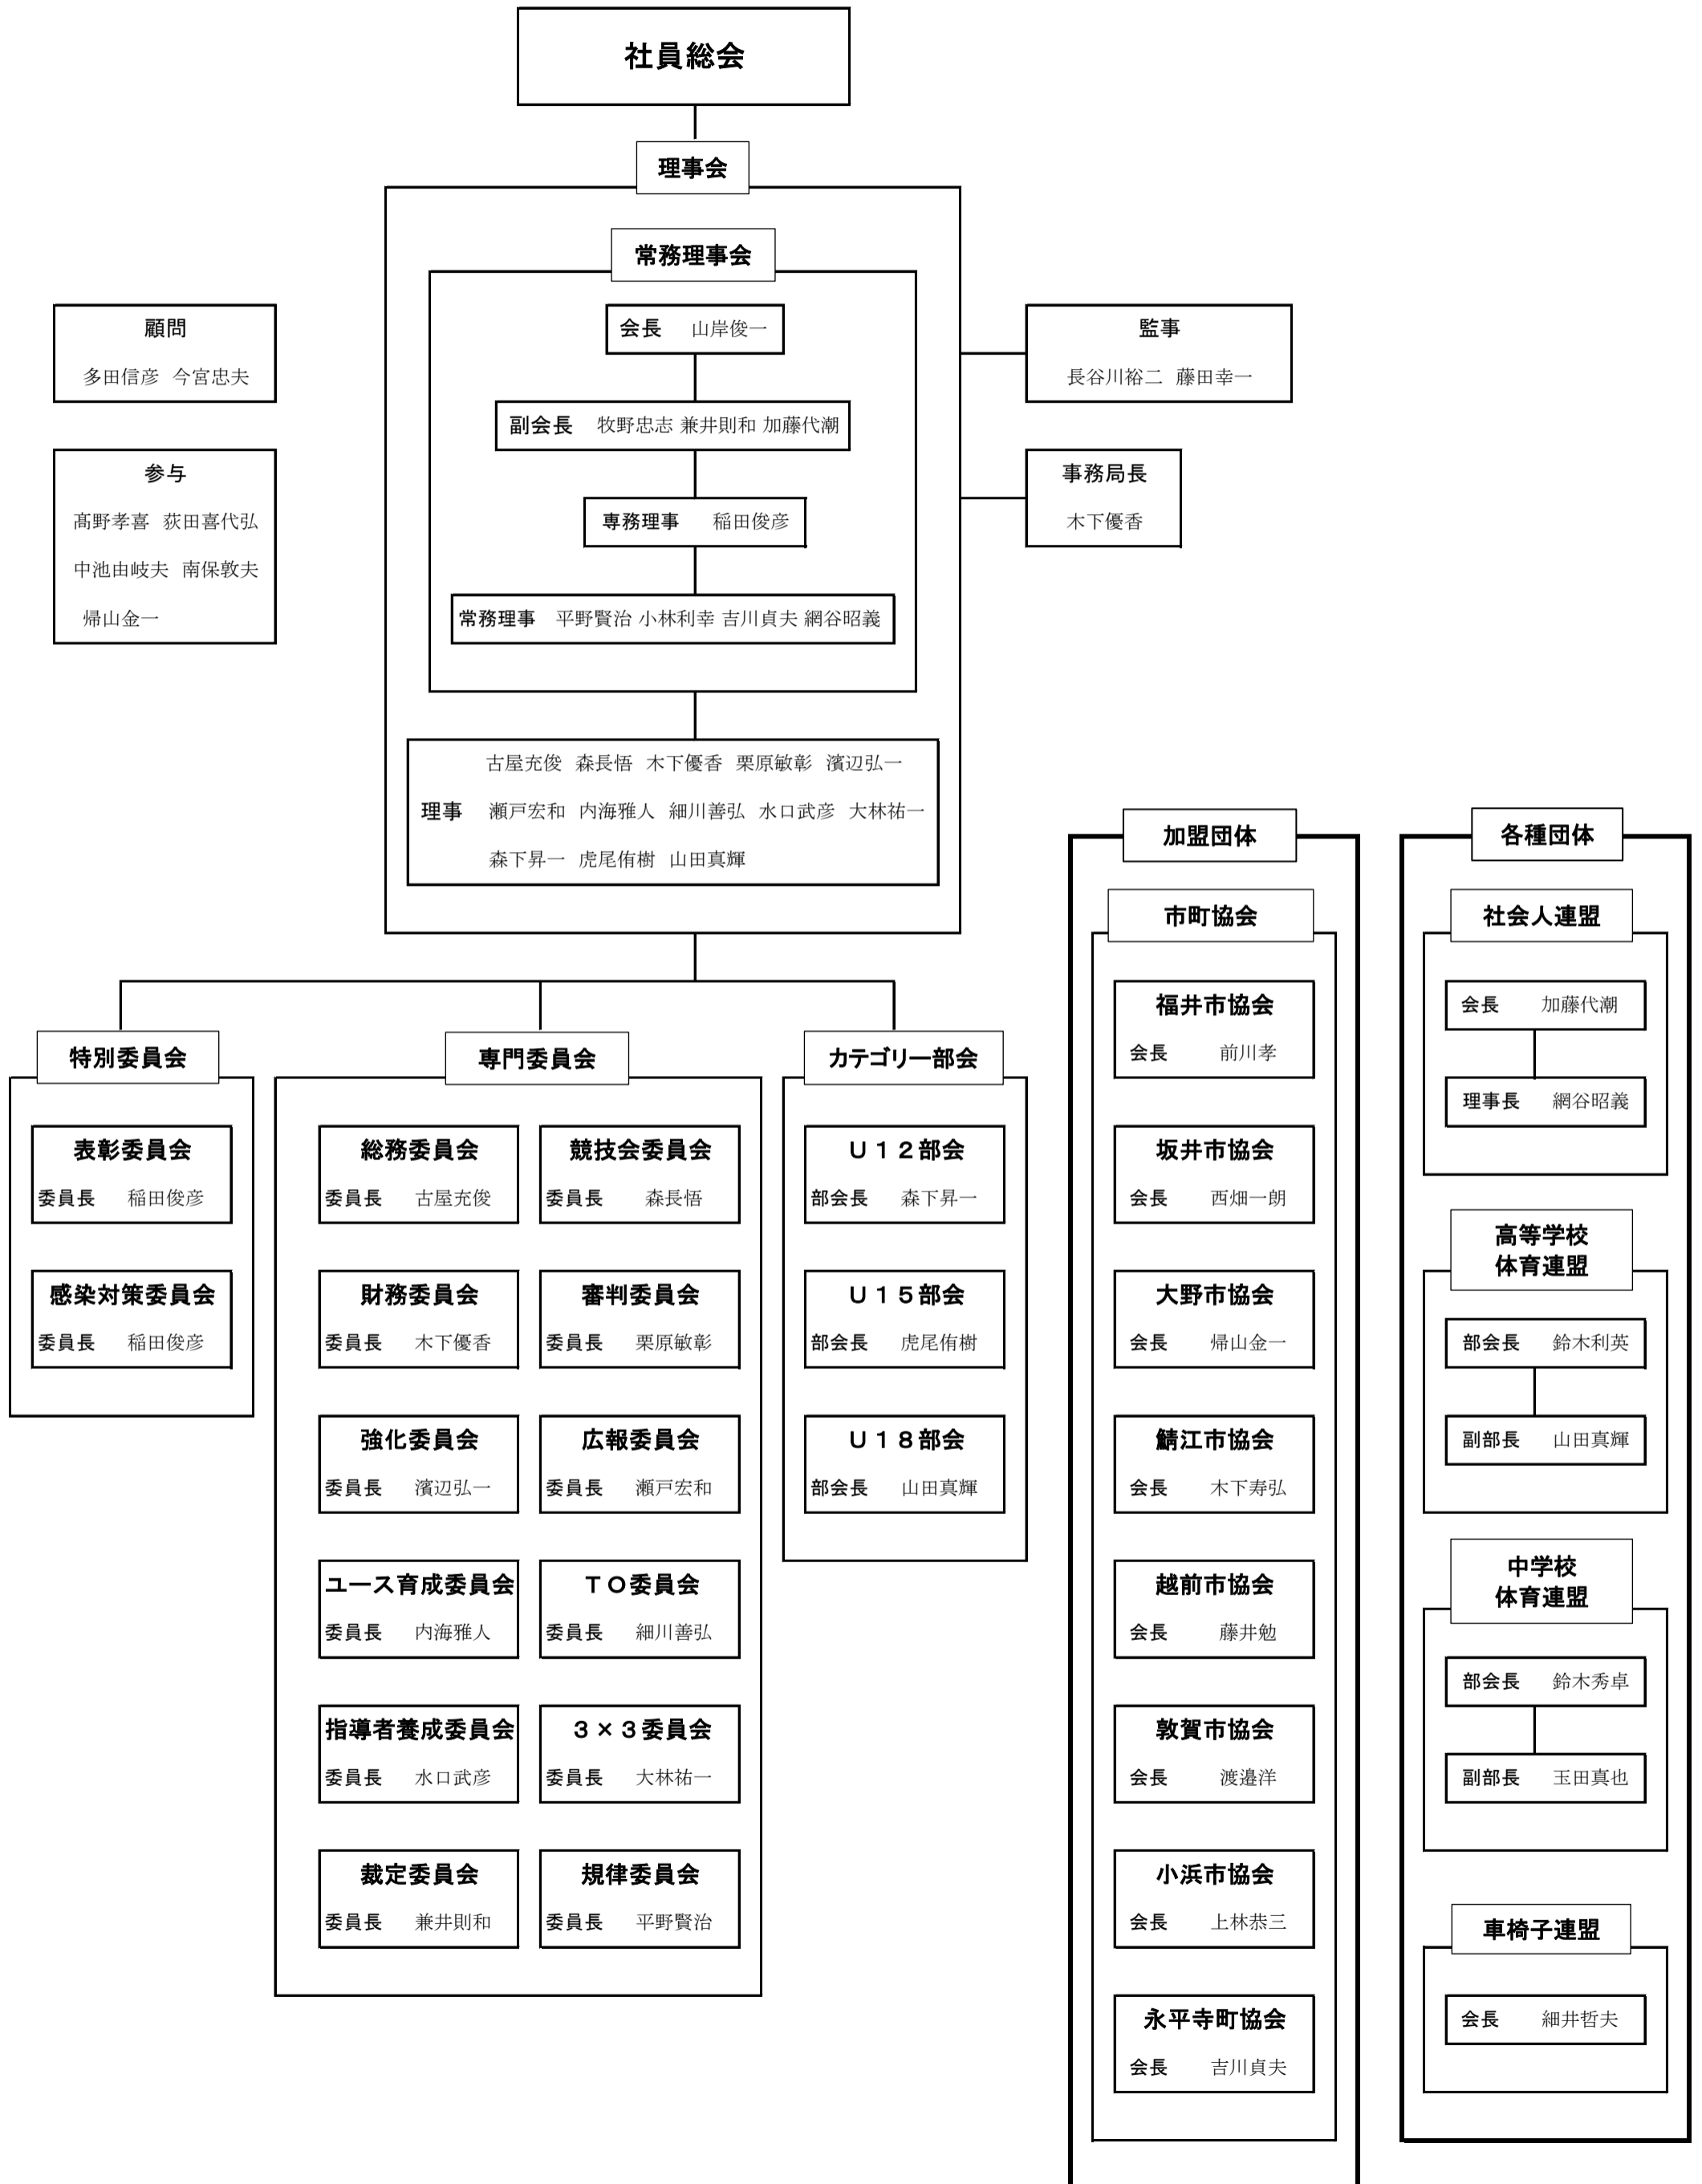 社員総会
理事会
常務理事会
会長 山岸俊一
副会長 牧野忠志 兼井則和 加藤代潮
専務理事 稲田俊彦
常務理事 平野賢治 小林利幸 吉川貞夫 網谷昭義
顧問
多田信彦 今宮忠夫
参与
髙野孝喜 荻田喜代弘
中池由岐夫 南保敦夫
帰山金一
監事
長谷川裕二 藤田幸一
事務局長
木下優香
古屋充俊 森長悟 木下優香 栗原敏彰 濱辺弘一
理事 瀬戸宏和 内海雅人 細川善弘 水口武彦 大林祐一
森下昇一 虎尾侑樹 山田真輝
特別委員会
表彰委員会
委員長 稲田俊彦
感染対策委員会
委員長 稲田俊彦
専門委員会
総務委員会
委員長 古屋充俊
競技会委員会
委員長 森長悟
財務委員会
委員長 木下優香
審判委員会
委員長 栗原敏彰
強化委員会
委員長 濱辺弘一
広報委員会
委員長 瀬戸宏和
ユース育成委員会
委員長 内海雅人
ＴＯ委員会
委員長 細川善弘
指導者養成委員会
委員長 水口武彦
３×３委員会
委員長 大林祐一
裁定委員会
委員長 兼井則和
規律委員会
委員長 平野賢治
カテゴリー部会
Ｕ１２部会
部会長 森下昇一
Ｕ１５部会
部会長 虎尾侑樹
Ｕ１８部会
部会長 山田真輝
加盟団体
市町協会
福井市協会
会長 前川孝
坂井市協会
会長 西畑一朗
大野市協会
会長 帰山金一
鯖江市協会
会長 木下寿弘
越前市協会
会長 藤井勉
敦賀市協会
会長 渡邉洋
小浜市協会
会長 上林恭三
永平寺町協会
会長 吉川貞夫
各種団体
社会人連盟
会長 加藤代潮
理事長 網谷昭義
高等学校
体育連盟
部会長 鈴木利英
副部長 山田真輝
中学校
体育連盟
部会長 鈴木秀卓
副部長 玉田真也
車椅子連盟
会長 細井哲夫